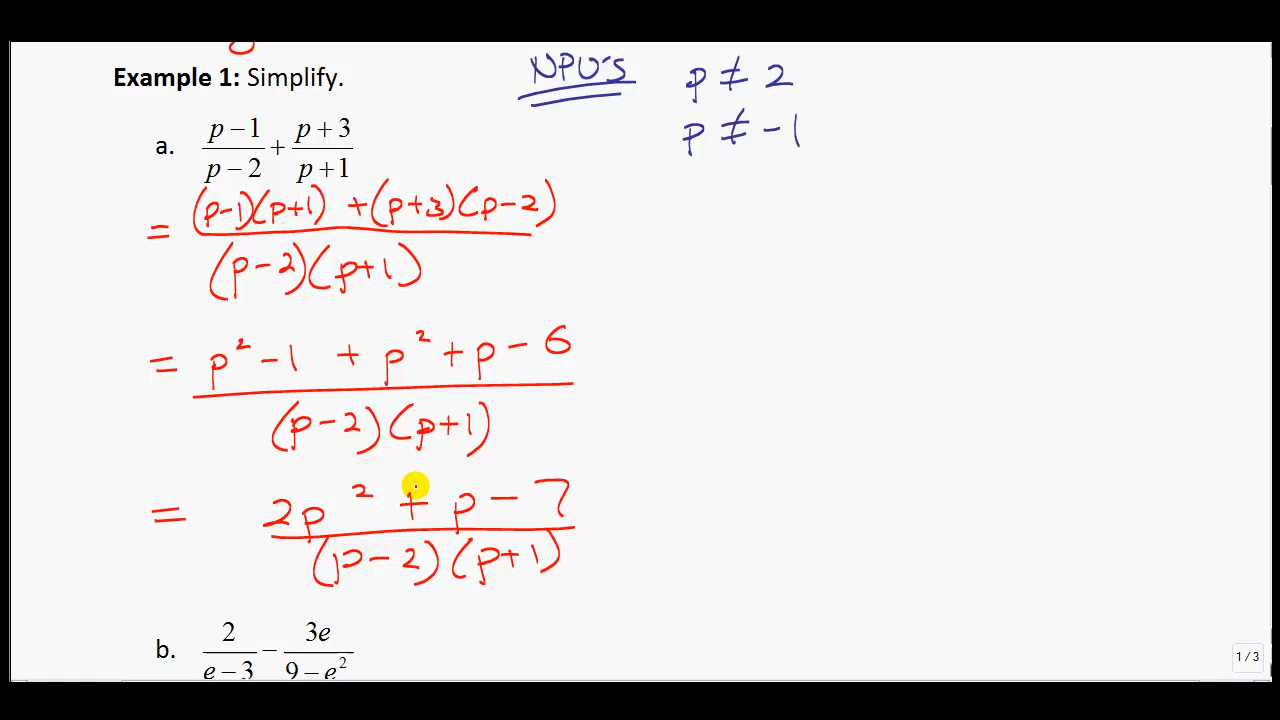 Example 1: Simplify.
NPV's p ≠ 2
p ≠ -1
a. (p − 1)/(p − 2) + (p + 3)/(p + 1)
= ((p-1)(p+1) + (p+3)(p-2))/((p-2)(p+1))
= (p² - 1 + p² + p - 6)/((p-2)(p+1))
= (2p² + p - 7)/((p-2)(p+1))
b. 2/(e − 3) − 3e/(9 − e²)
1 / 3